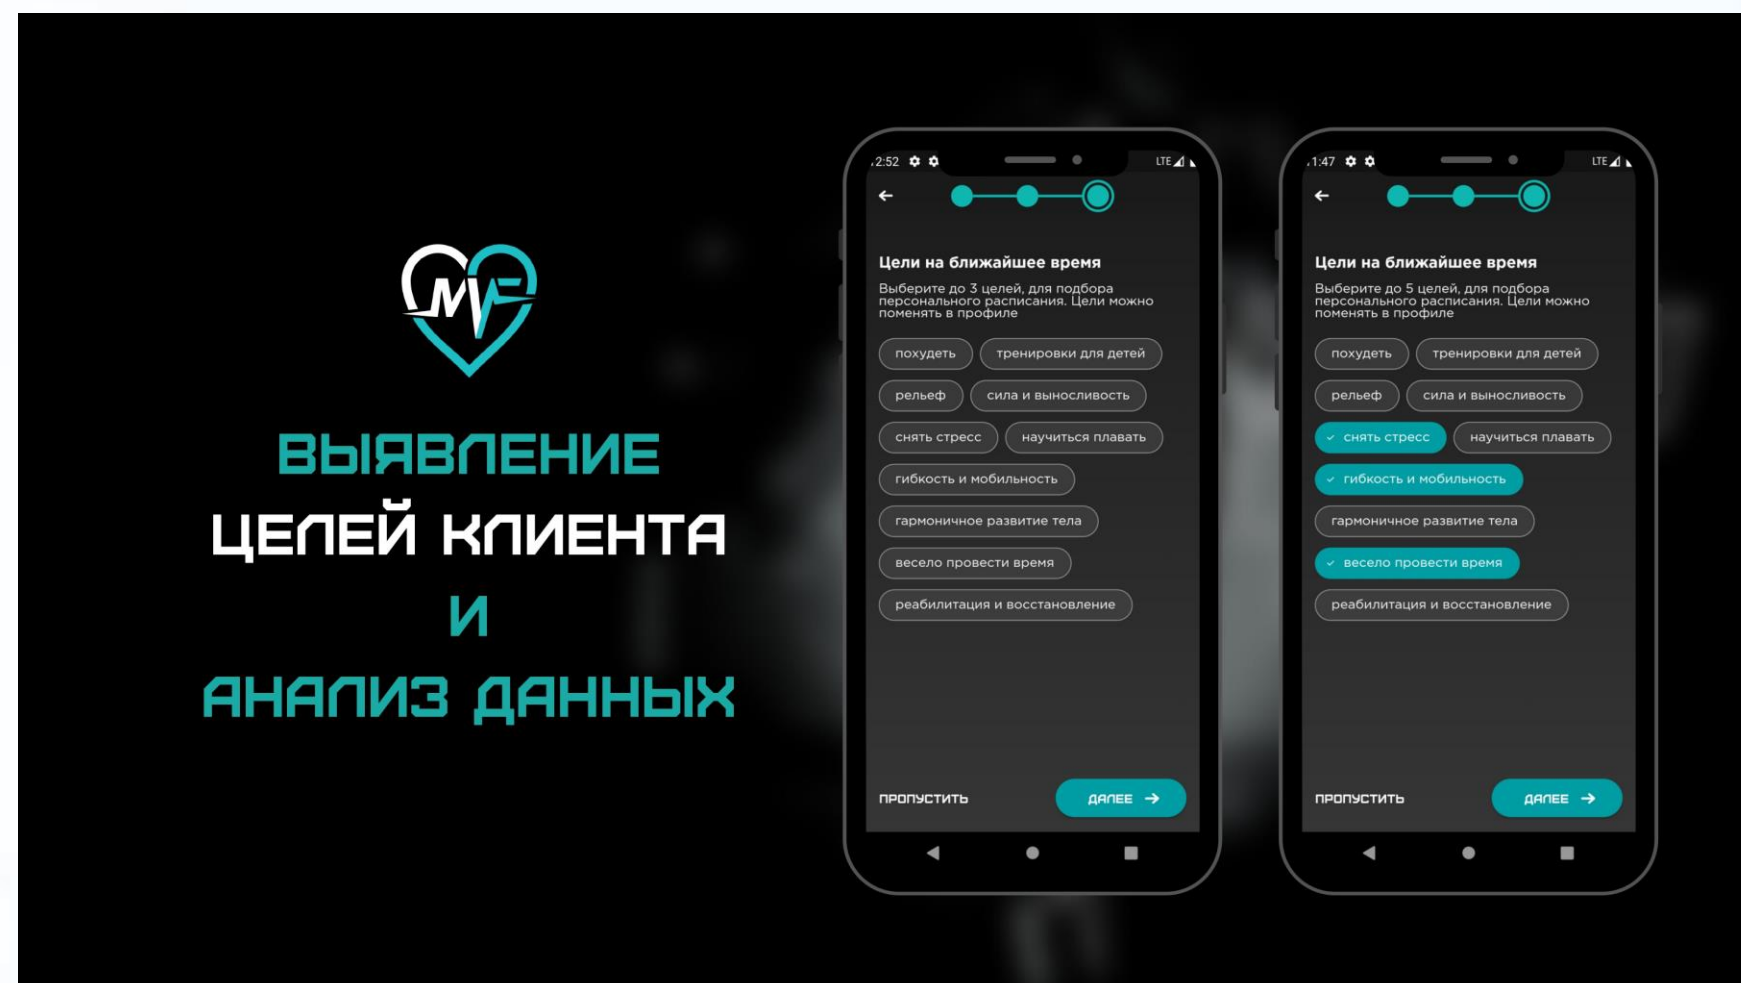 MF
ВЫЯВЛЕНИЕ
ЦЕЛЕЙ КЛИЕНТА
И
АНАЛИЗ ДАННЫХ
2:52 LTE
Цели на ближайшее время
Выберите до 3 целей, для подбора
персонального расписания. Цели можно
поменять в профиле
похудеть тренировки для детей
рельеф сила и выносливость
снять стресс научиться плавать
гибкость и мобильность
гармоничное развитие тела
весело провести время
реабилитация и восстановление
ПРОПУСТИТЬ ДАЛЕЕ →
1:47 LTE
Цели на ближайшее время
Выберите до 5 целей, для подбора
персонального расписания. Цели можно
поменять в профиле
похудеть тренировки для детей
рельеф сила и выносливость
✓ снять стресс научиться плавать
✓ гибкость и мобильность
гармоничное развитие тела
✓ весело провести время
реабилитация и восстановление
ПРОПУСТИТЬ ДАЛЕЕ →